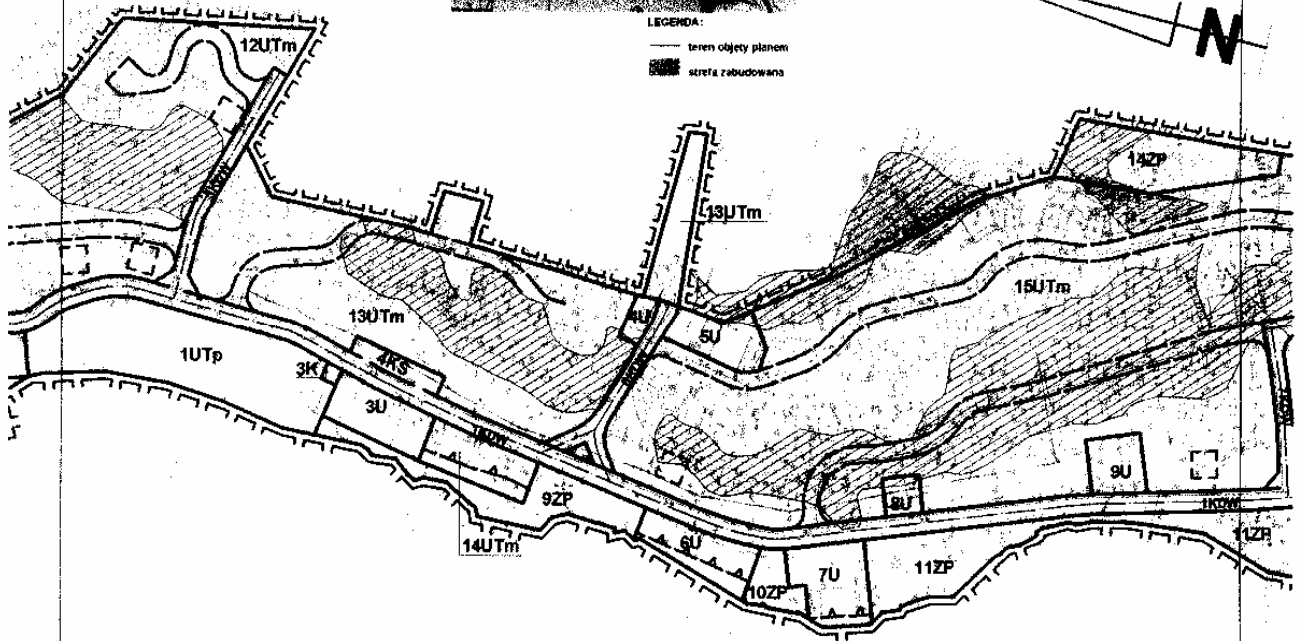 LEGENDA:
teren objęty planem
strefa zabudowana
N
12UTm
14ZP
13UTm
15UTm
13UTm
4U
5U
1UTp
4KS
3K
3U
9U
8U
9ZP
1KDW
11ZP
14UTm
6U
7U
11ZP
10ZP